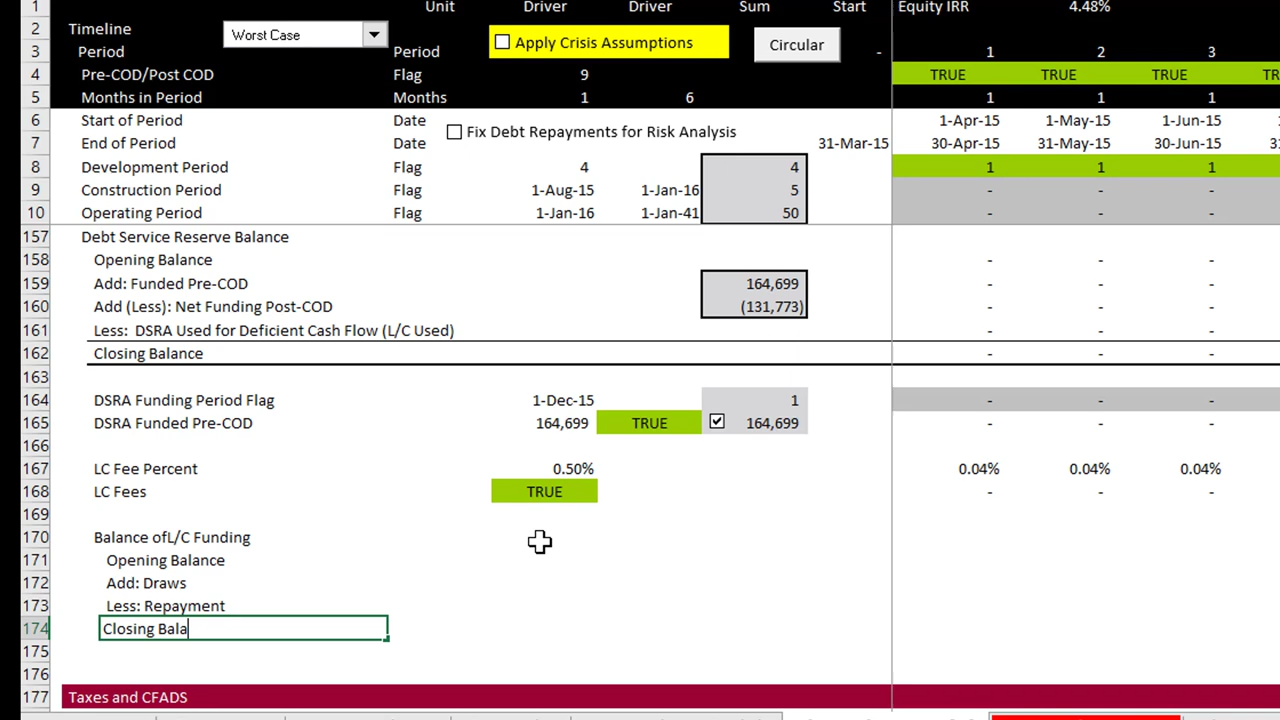 1 Unit Driver Driver Sum Start Equity IRR 4.48%
2 Timeline Worst Case Apply Crisis Assumptions Circular
3 Period Period - 1 2 3
4 Pre-COD/Post COD Flag 9 TRUE TRUE TRUE
5 Months in Period Months 1 6 1 1 1
6 Start of Period Date 1-Apr-15 1-May-15 1-Jun-15
Fix Debt Repayments for Risk Analysis
7 End of Period Date 31-Mar-15 30-Apr-15 31-May-15 30-Jun-15
8 Development Period Flag 4 4 1 1 1
9 Construction Period Flag 1-Aug-15 1-Jan-16 5 - - -
10 Operating Period Flag 1-Jan-16 1-Jan-41 50 - - -
157 Debt Service Reserve Balance
158 Opening Balance - - -
159 Add: Funded Pre-COD 164,699 - - -
160 Add (Less): Net Funding Post-COD (131,773) - - -
161 Less: DSRA Used for Deficient Cash Flow (L/C Used) - - -
162 Closing Balance - - -
163
164 DSRA Funding Period Flag 1-Dec-15 1 - - -
165 DSRA Funded Pre-COD 164,699 TRUE 164,699 - - -
166
167 LC Fee Percent 0.50% 0.04% 0.04% 0.04%
168 LC Fees TRUE - - -
169
170 Balance ofL/C Funding
171 Opening Balance
172 Add: Draws
173 Less: Repayment
174 Closing Bala
175
176
177 Taxes and CFADS